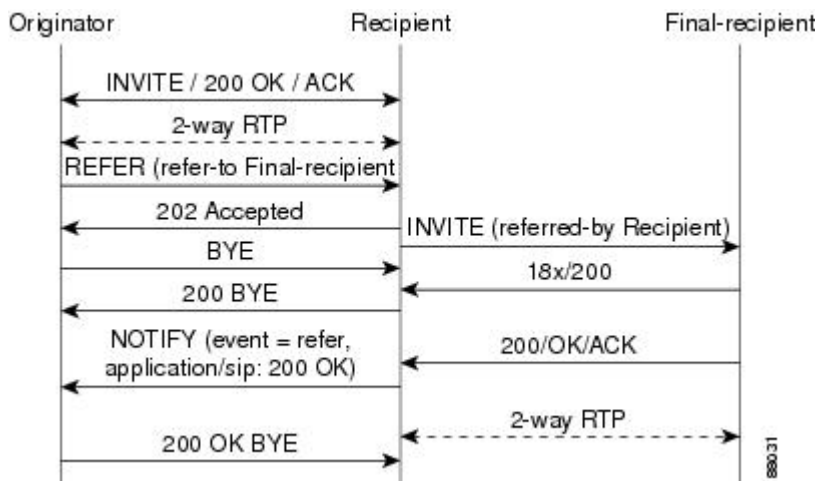 Originator Recipient Final-recipient
INVITE / 200 OK / ACK
2-way RTP
REFER (refer-to Final-recipient
202 Accepted
INVITE (referred-by Recipient)
BYE
18x/200
200 BYE
NOTIFY (event = refer,
application/sip: 200 OK)
200/OK/ACK
2-way RTP
200 OK BYE
88031